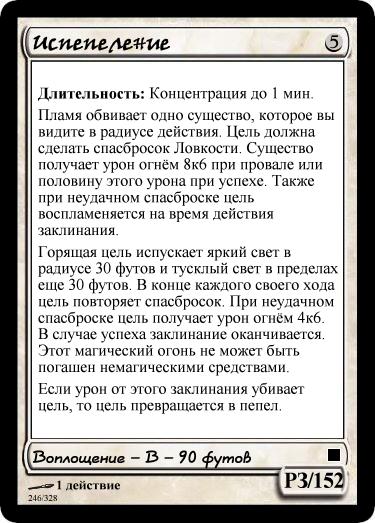 Испепеление 5
Длительность: Концентрация до 1 мин.
Пламя обвивает одно существо, которое вы
видите в радиусе действия. Цель должна
сделать спасбросок Ловкости. Существо
получает урон огнём 8к6 при провале или
половину этого урона при успехе. Также
при неудачном спасброске цель
воспламеняется на время действия
заклинания.
Горящая цель испускает яркий свет в
радиусе 30 футов и тусклый свет в пределах
еще 30 футов. В конце каждого своего хода
цель повторяет спасбросок. При неудачном
спасброске цель получает урон огнём 4к6.
В случае успеха заклинание оканчивается.
Этот магический огонь не может быть
погашен немагическими средствами.
Если урон от этого заклинания убивает
цель, то цель превращается в пепел.
Воплощение – В – 90 футов
1 действие
P3/152
246/328